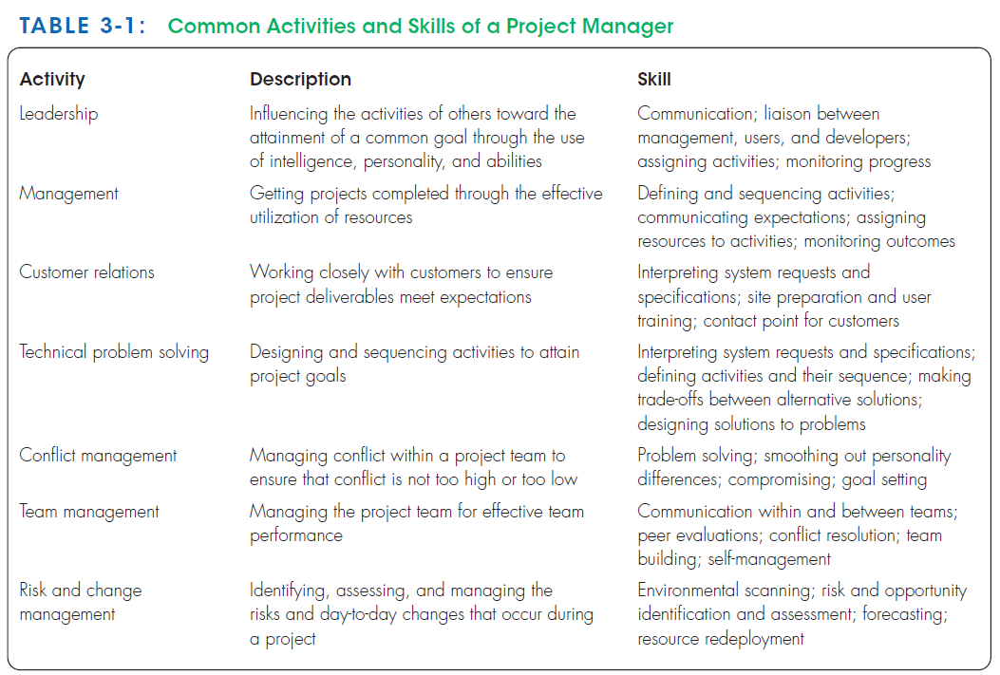 TABLE 3-1: Common Activities and Skills of a Project Manager
Activity Description Skill
Leadership
Influencing the activities of others toward the
attainment of a common goal through the use
of intelligence, personality, and abilities
Communication; liaison between
management, users, and developers;
assigning activities; monitoring progress
Management
Getting projects completed through the effective
utilization of resources
Defining and sequencing activities;
communicating expectations; assigning
resources to activities; monitoring outcomes
Customer relations
Working closely with customers to ensure
project deliverables meet expectations
Interpreting system requests and
specifications; site preparation and user
training; contact point for customers
Technical problem solving
Designing and sequencing activities to attain
project goals
Interpreting system requests and specifications;
defining activities and their sequence; making
trade-offs between alternative solutions;
designing solutions to problems
Conflict management
Managing conflict within a project team to
ensure that conflict is not too high or too low
Problem solving; smoothing out personality
differences; compromising; goal setting
Team management
Managing the project team for effective team
performance
Communication within and between teams;
peer evaluations; conflict resolution; team
building; self-management
Risk and change
management
Identifying, assessing, and managing the
risks and day-to-day changes that occur during
a project
Environmental scanning; risk and opportunity
identification and assessment; forecasting;
resource redeployment